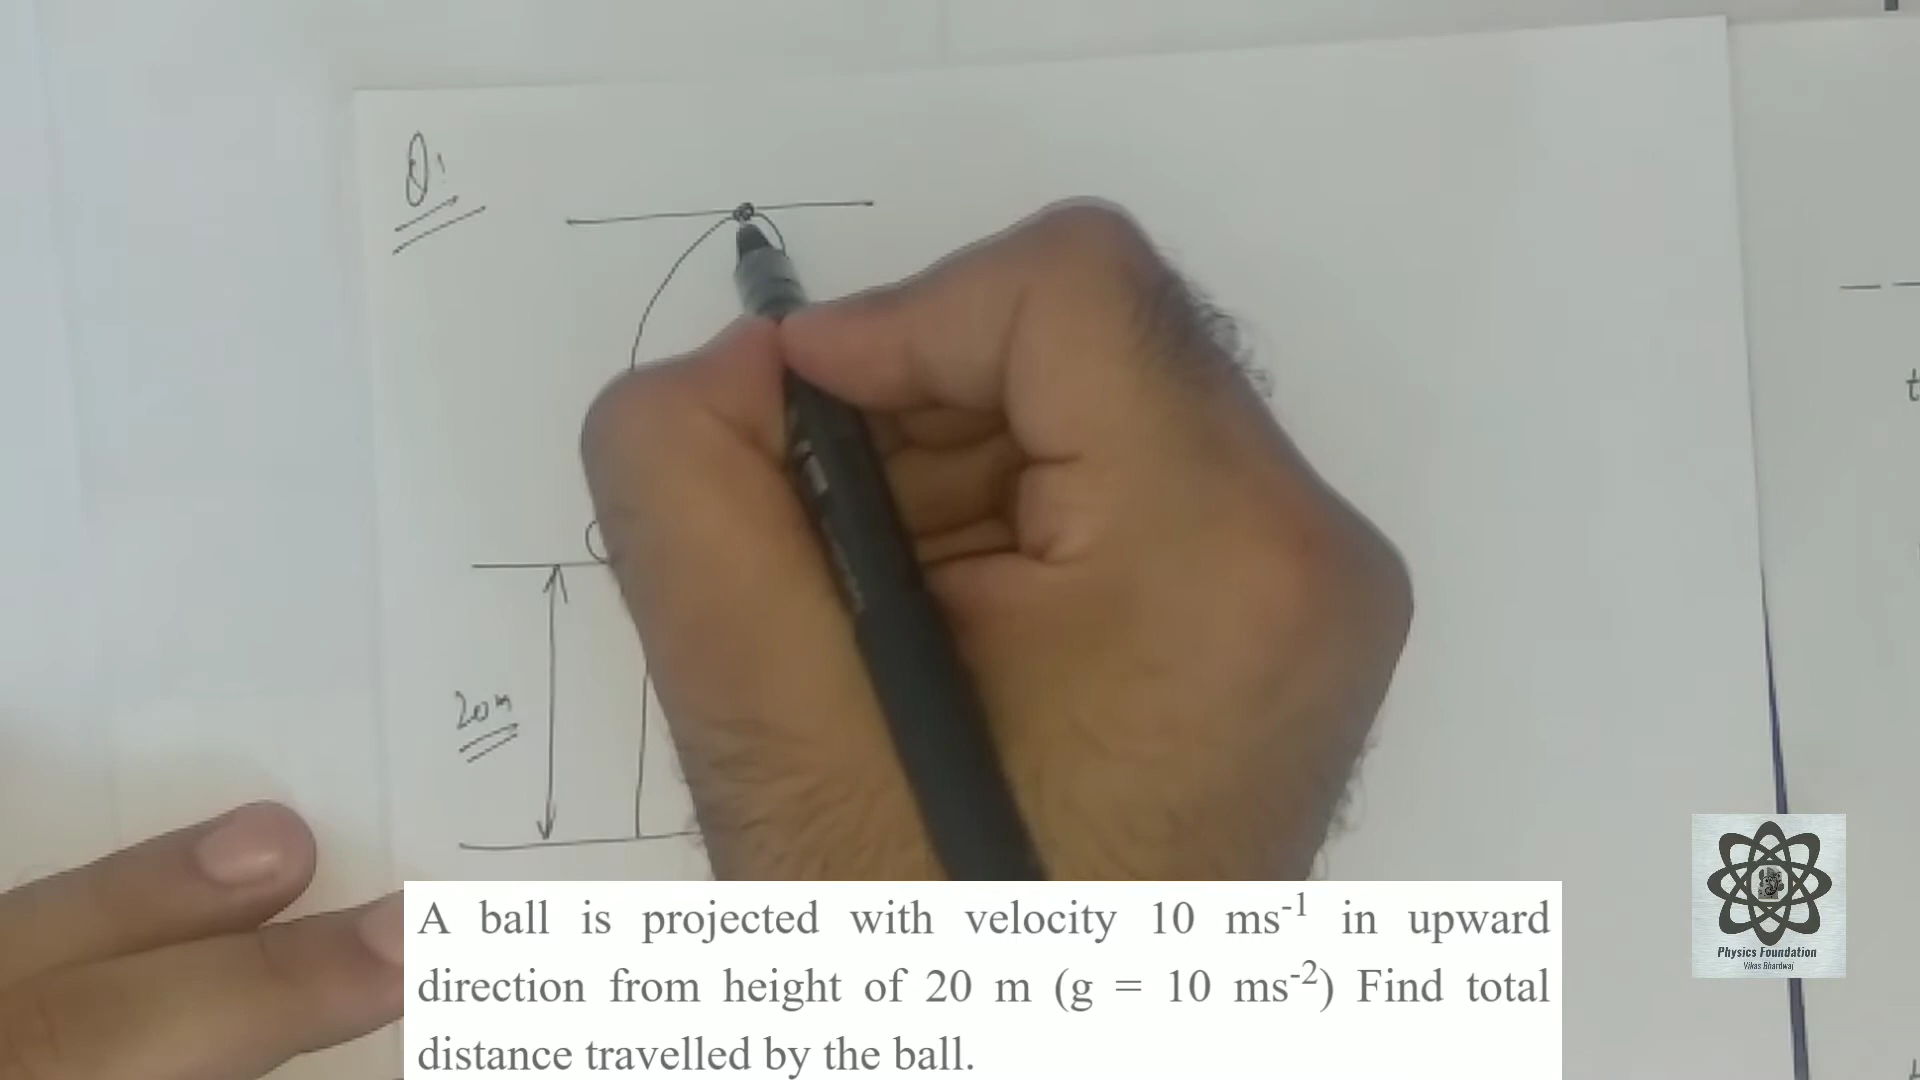 Q!
20m
t
A ball is projected with velocity 10 ms⁻¹ in upward
direction from height of 20 m (g = 10 ms⁻²) Find total
distance travelled by the ball.
Physics Foundation
Vikas Bhardwaj